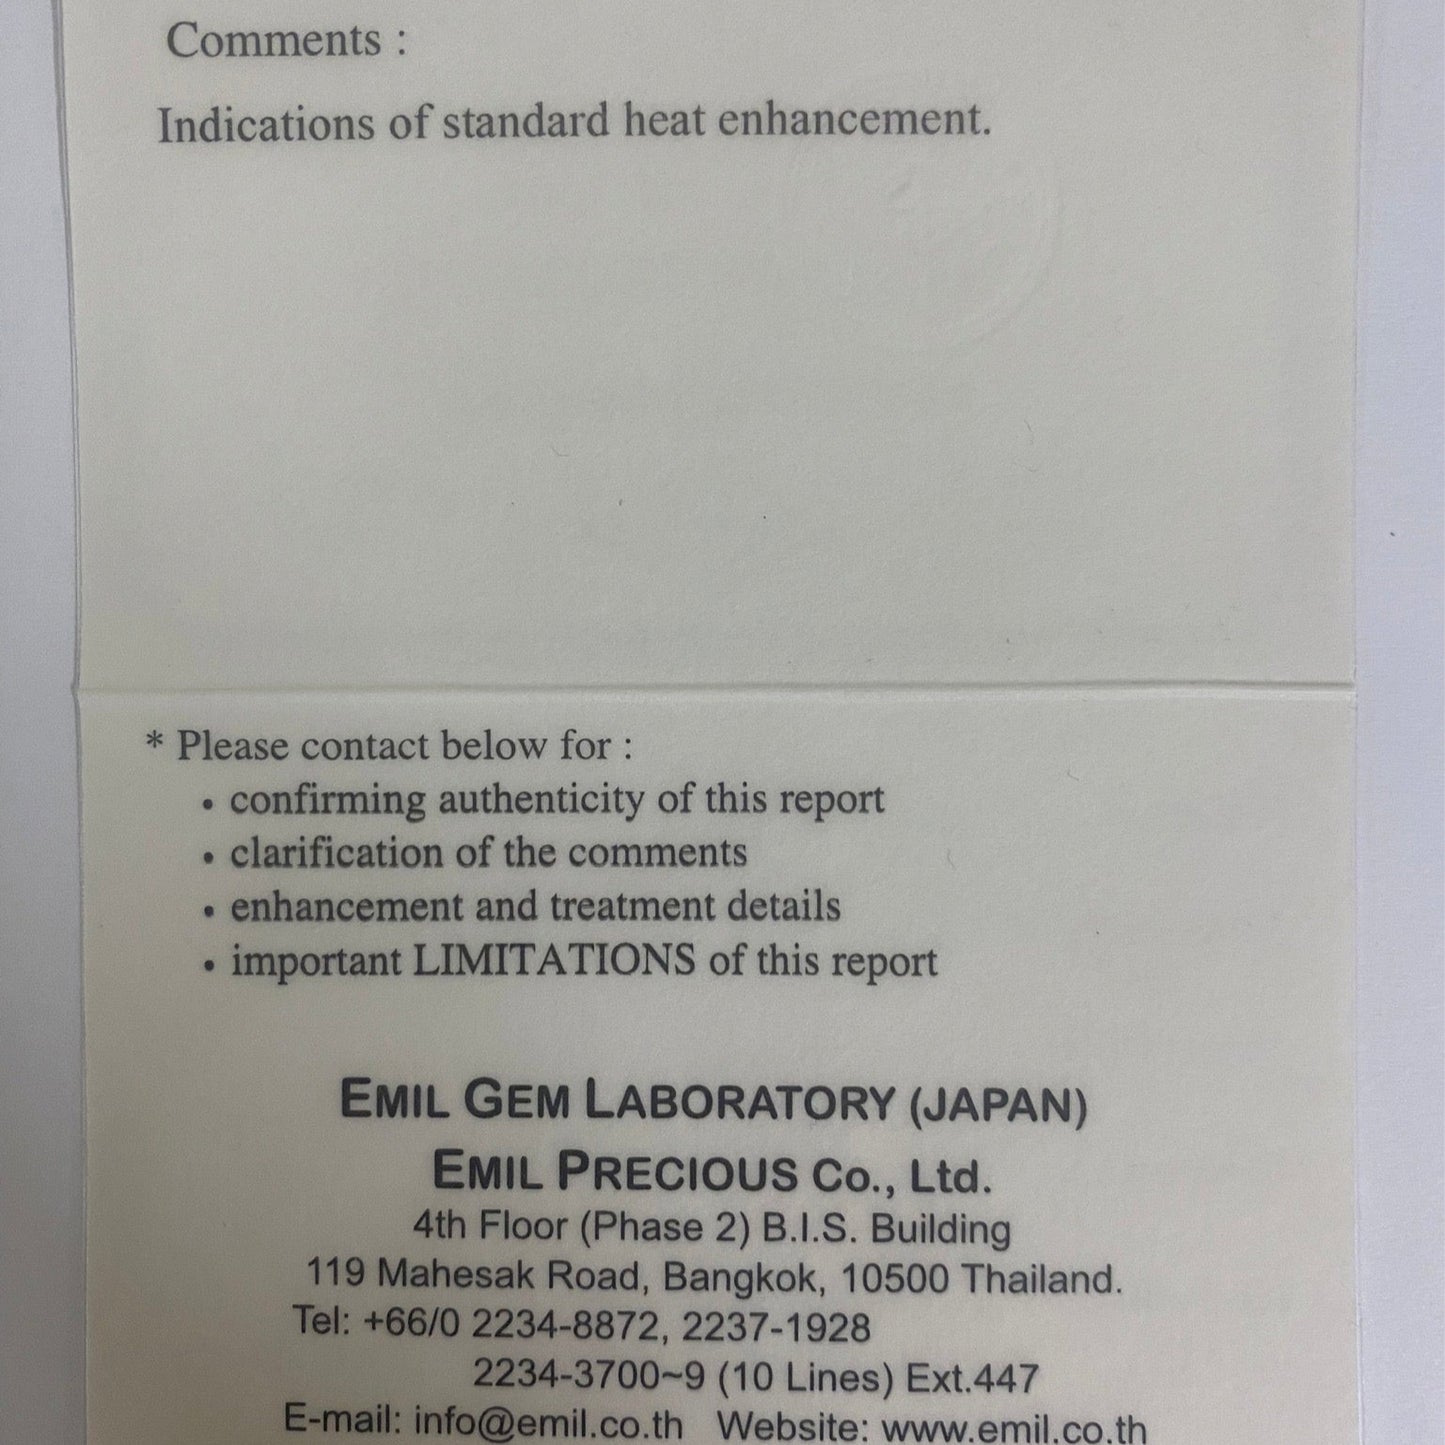 Comments :
Indications of standard heat enhancement.
* Please contact below for :
• confirming authenticity of this report
• clarification of the comments
• enhancement and treatment details
• important LIMITATIONS of this report
EMIL GEM LABORATORY (JAPAN)
EMIL PRECIOUS Co., Ltd.
4th Floor (Phase 2) B.I.S. Building
119 Mahesak Road, Bangkok, 10500 Thailand.
Tel: +66/0 2234-8872, 2237-1928
2234-3700~9 (10 Lines) Ext.447
E-mail: info@emil.co.th Website: www.emil.co.th